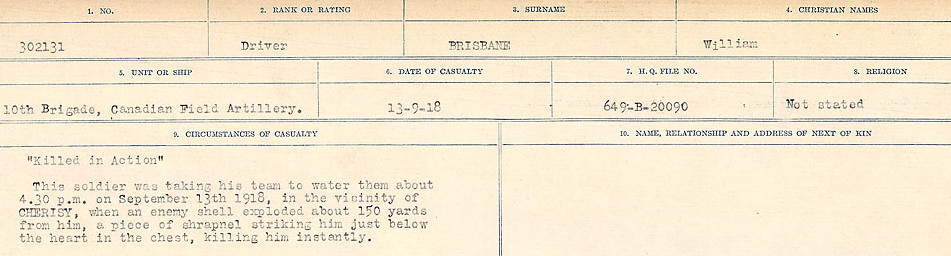 1. NO. 2. RANK OR RATING 3. SURNAME 4. CHRISTIAN NAMES
302131 Driver BRISBANE William
5. UNIT OR SHIP 6. DATE OF CASUALTY 7. H. Q. FILE NO. 8. RELIGION
10th Brigade, Canadian Field Artillery. 13-9-18 649-B-20090 Not stated
9. CIRCUMSTANCES OF CASUALTY 10. NAME, RELATIONSHIP AND ADDRESS OF NEXT OF KIN
"Killed in Action"
This soldier was taking his team to water them about
4.30 p.m. on September 13th 1918, in the vicinity of
CHERISY, when an enemy shell exploded about 150 yards
from him, a piece of shrapnel striking him just below
the heart in the chest, killing him instantly.